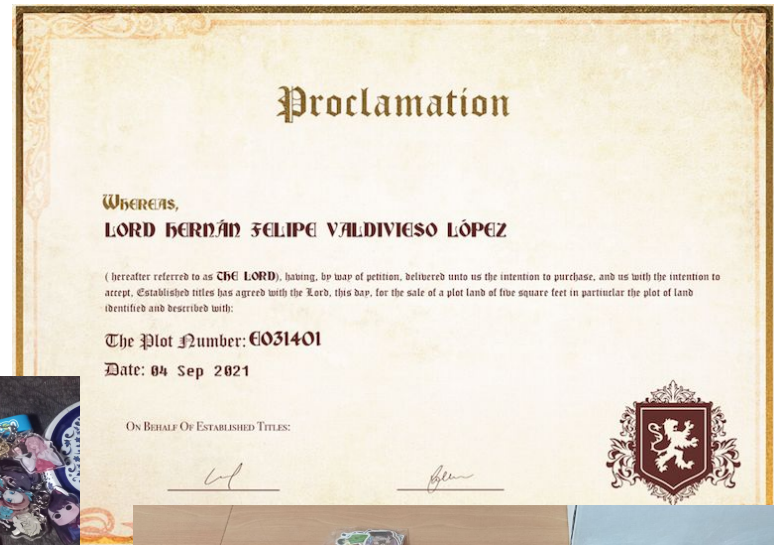 Proclamation
WHEREAS,
LORD HERNÁN FELIPE VALDIVIESO LÓPEZ
( hereafter referred to as THE LORD), having, by way of petition, delivered unto us the intention to purchase, and us with the intention to
accept, Established titles has agreed with the Lord, this day, for the sale of a plot land of five square feet in partiuclar the plot of land
identified and described with:
The Plot Number: E031401
Date: 04 Sep 2021
ON BEHALF OF ESTABLISHED TITLES: